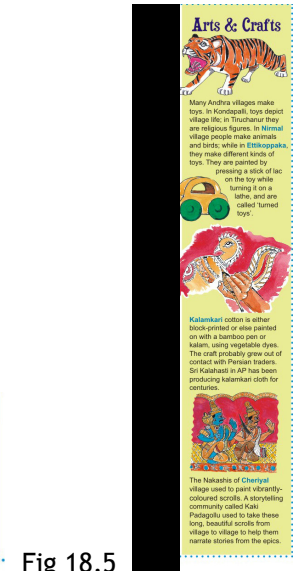 Arts & Crafts
Many Andhra villages make
toys. In Kondapalli, toys depict
village life; in Tiruchanur they
are religious figures. In Nirmal
village people make animals
and birds; while in Ettikoppaka,
they make different kinds of
toys. They are painted by
pressing a stick of lac
on the toy while
turning it on a
lathe, and are
called 'turned
toys'.
Kalamkari cotton is either
block-printed or else painted
on with a bamboo pen or
kalam, using vegetable dyes.
The craft probably grew out of
contact with Persian traders.
Sri Kalahasti in AP has been
producing kalamkari cloth for
centuries.
The Nakashis of Cheriyal
village used to paint vibrantly-
coloured scrolls. A storytelling
community called Kaki
Padagollu used to take these
long, beautiful scrolls from
village to village to help them
narrate stories from the epics.
Fig 18.5